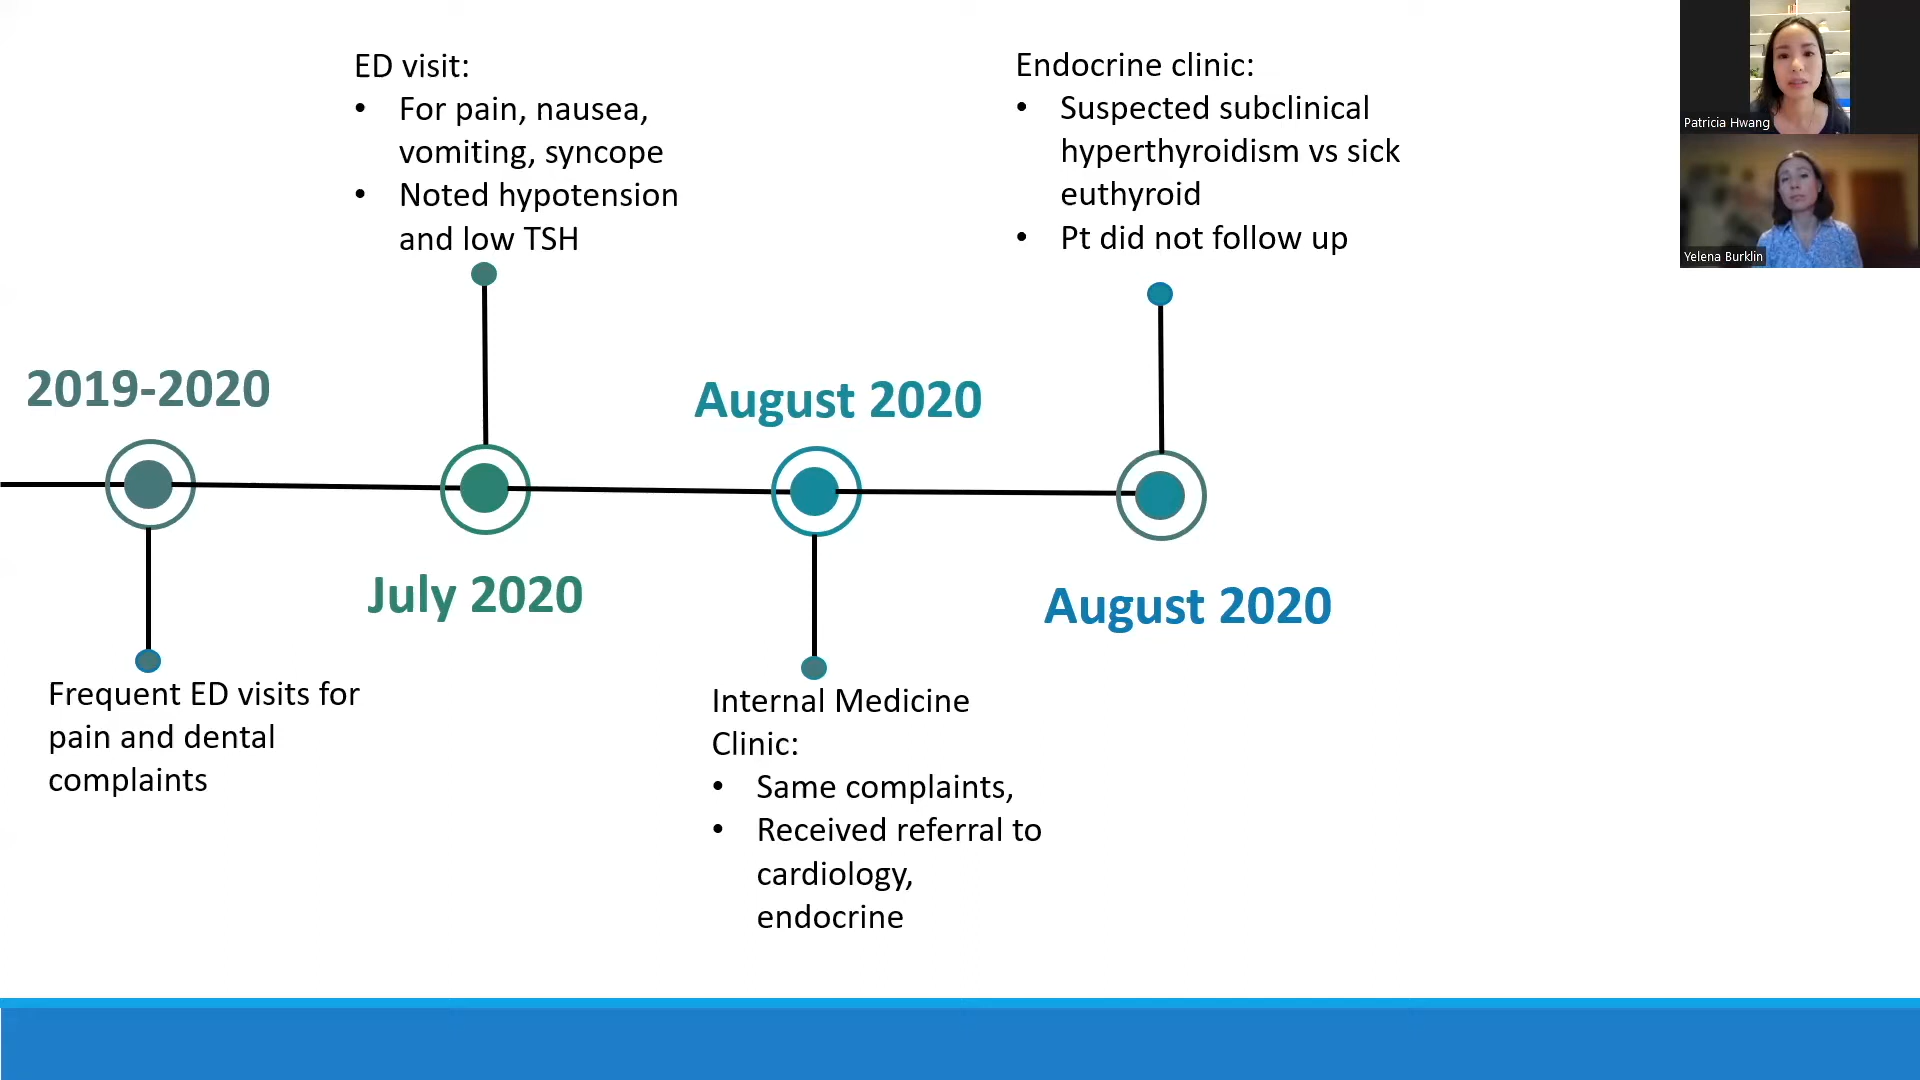 ED visit:
• For pain, nausea,
vomiting, syncope
• Noted hypotension
and low TSH
Endocrine clinic:
• Suspected subclinical
hyperthyroidism vs sick
euthyroid
• Pt did not follow up
Patricia Hwang
Yelena Burklin
2019-2020
August 2020
July 2020
August 2020
Frequent ED visits for
pain and dental
complaints
Internal Medicine
Clinic:
• Same complaints,
• Received referral to
cardiology,
endocrine